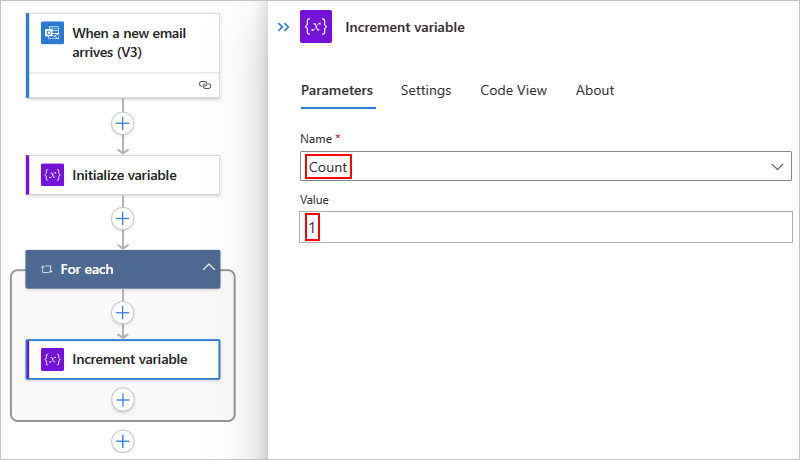 When a new email
arrives (V3)
Initialize variable
For each
Increment variable
{x} Increment variable
Parameters Settings Code View About
Name *
Count
Value
1